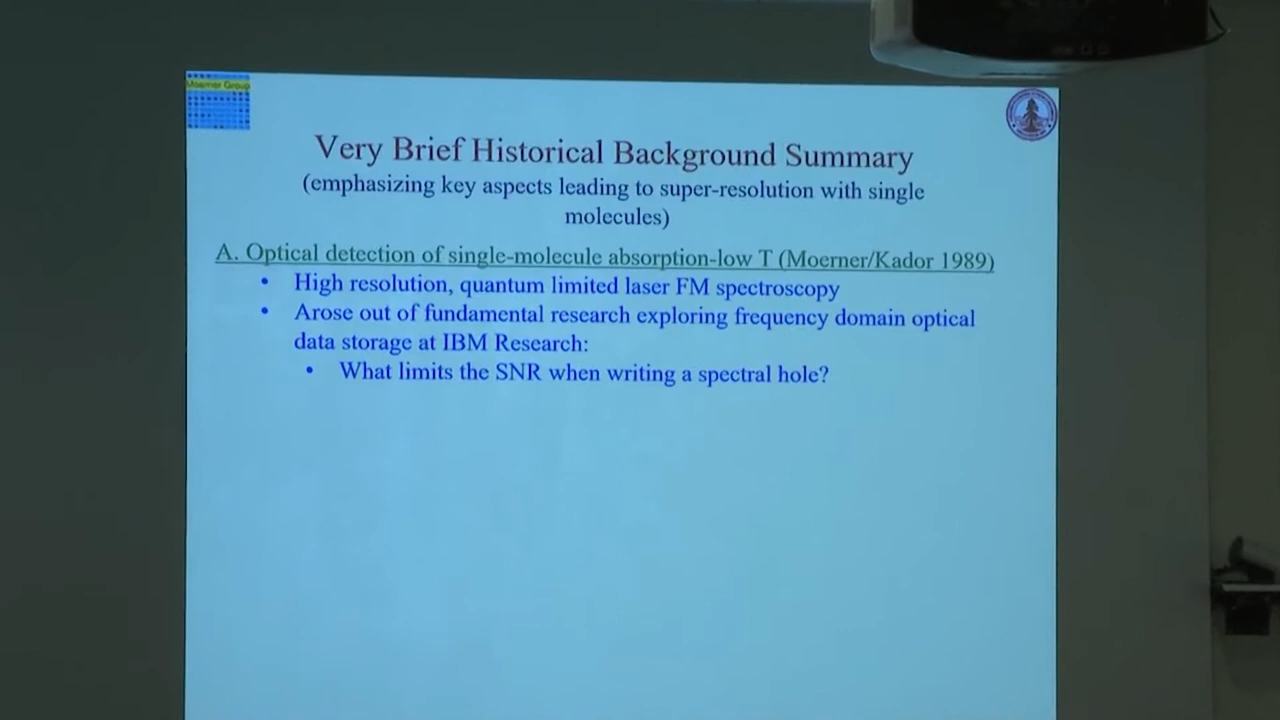 Moerner Group
Very Brief Historical Background Summary
(emphasizing key aspects leading to super-resolution with single
molecules)
A. Optical detection of single-molecule absorption-low T (Moerner/Kador 1989)
• High resolution, quantum limited laser FM spectroscopy
• Arose out of fundamental research exploring frequency domain optical
data storage at IBM Research:
• What limits the SNR when writing a spectral hole?